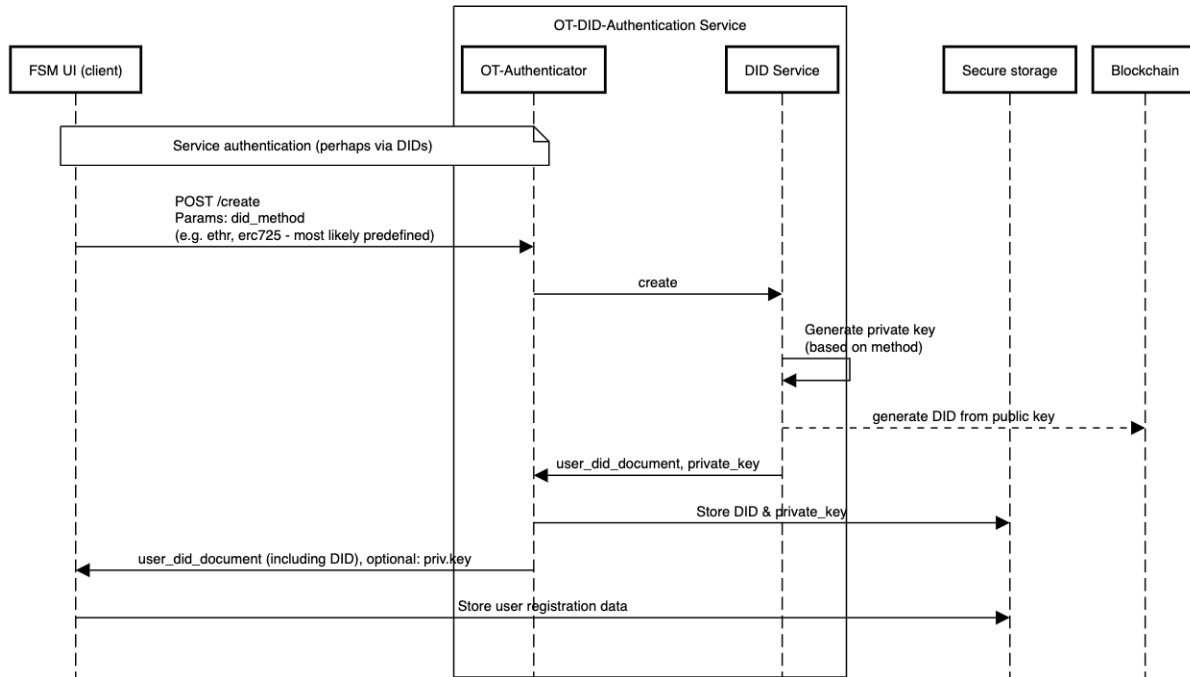 OT-DID-Authentication Service
FSM UI (client)
OT-Authenticator
DID Service
Secure storage
Blockchain
Service authentication (perhaps via DIDs)
POST /create
Params: did_method
(e.g. ethr, erc725 - most likely predefined)
create
Generate private key
(based on method)
generate DID from public key
user_did_document, private_key
Store DID & private_key
user_did_document (including DID), optional: priv.key
Store user registration data